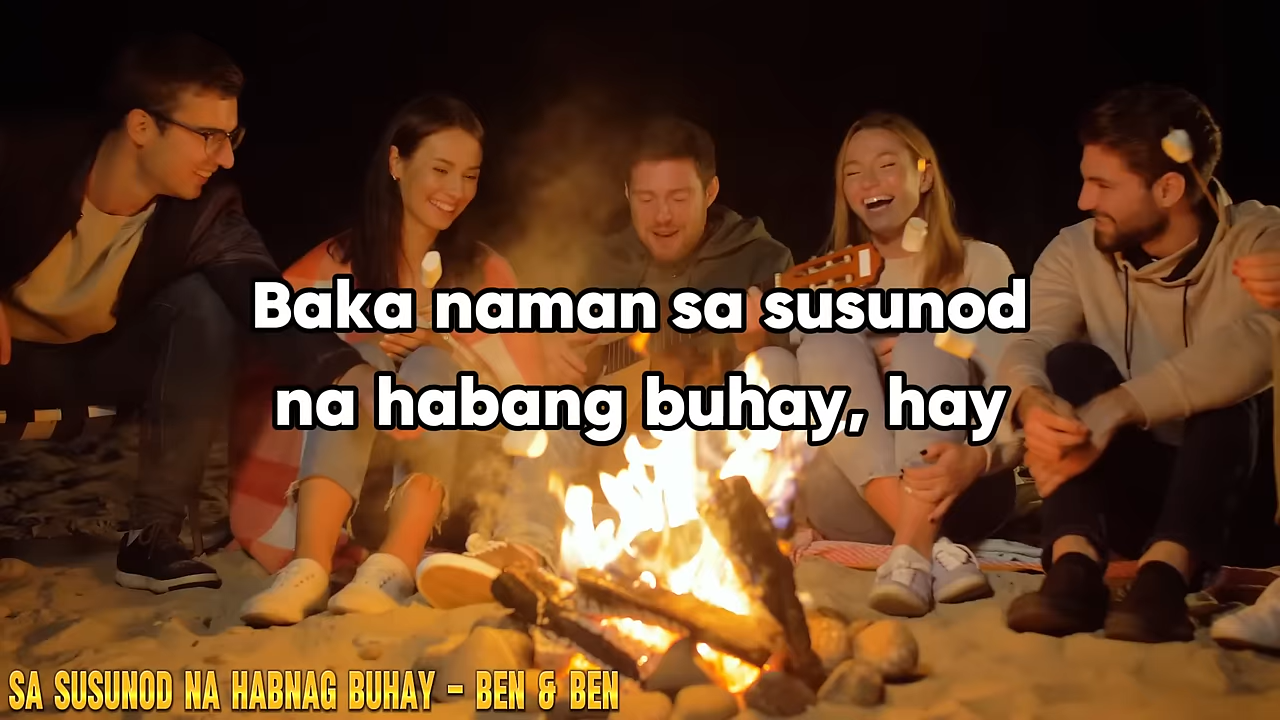 Baka naman sa susunod
na habang buhay, hay
SA SUSUNOD NA HABNAG BUHAY - BEN & BEN